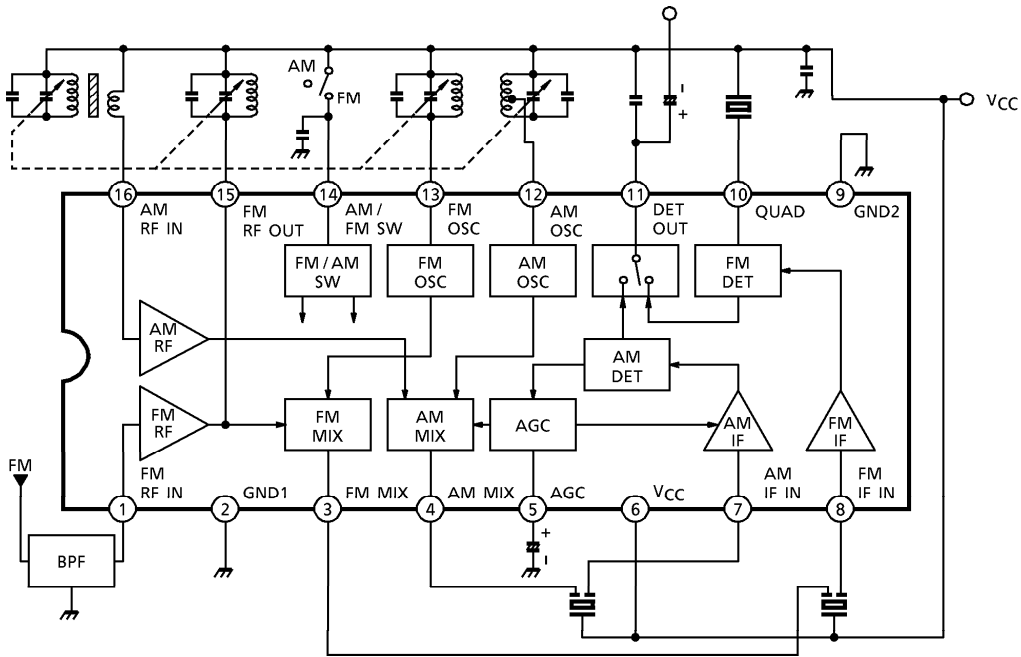 AM
FM
VCC
16
15
14
13
12
11
10
9
AM
RF IN
FM
RF OUT
AM /
FM SW
FM
OSC
AM
OSC
DET
OUT
QUAD
GND2
FM / AM
SW
FM
OSC
AM
OSC
FM
DET
AM
RF
AM
DET
FM
RF
FM
MIX
AM
MIX
AGC
AM
IF
FM
IF
FM
FM
RF IN
GND1
FM MIX
AM MIX
AGC
VCC
AM
IF IN
FM
IF IN
1
2
3
4
5
6
7
8
BPF